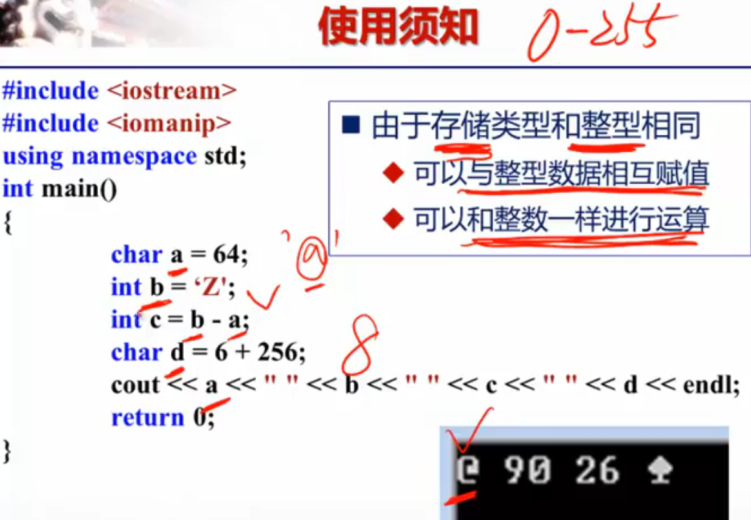 使用须知
0-255
#include <iostream>
#include <iomanip>
using namespace std;
int main()
{
char a = 64;
int b = ‘Z’;
int c = b - a;
char d = 6 + 256;
cout << a << " " << b << " " << c << " " << d << endl;
return 0;
}
■ 由于存储类型和整型相同
◆ 可以与整型数据相互赋值
◆ 可以和整数一样进行运算
'@'
8
@ 90 26 ♠